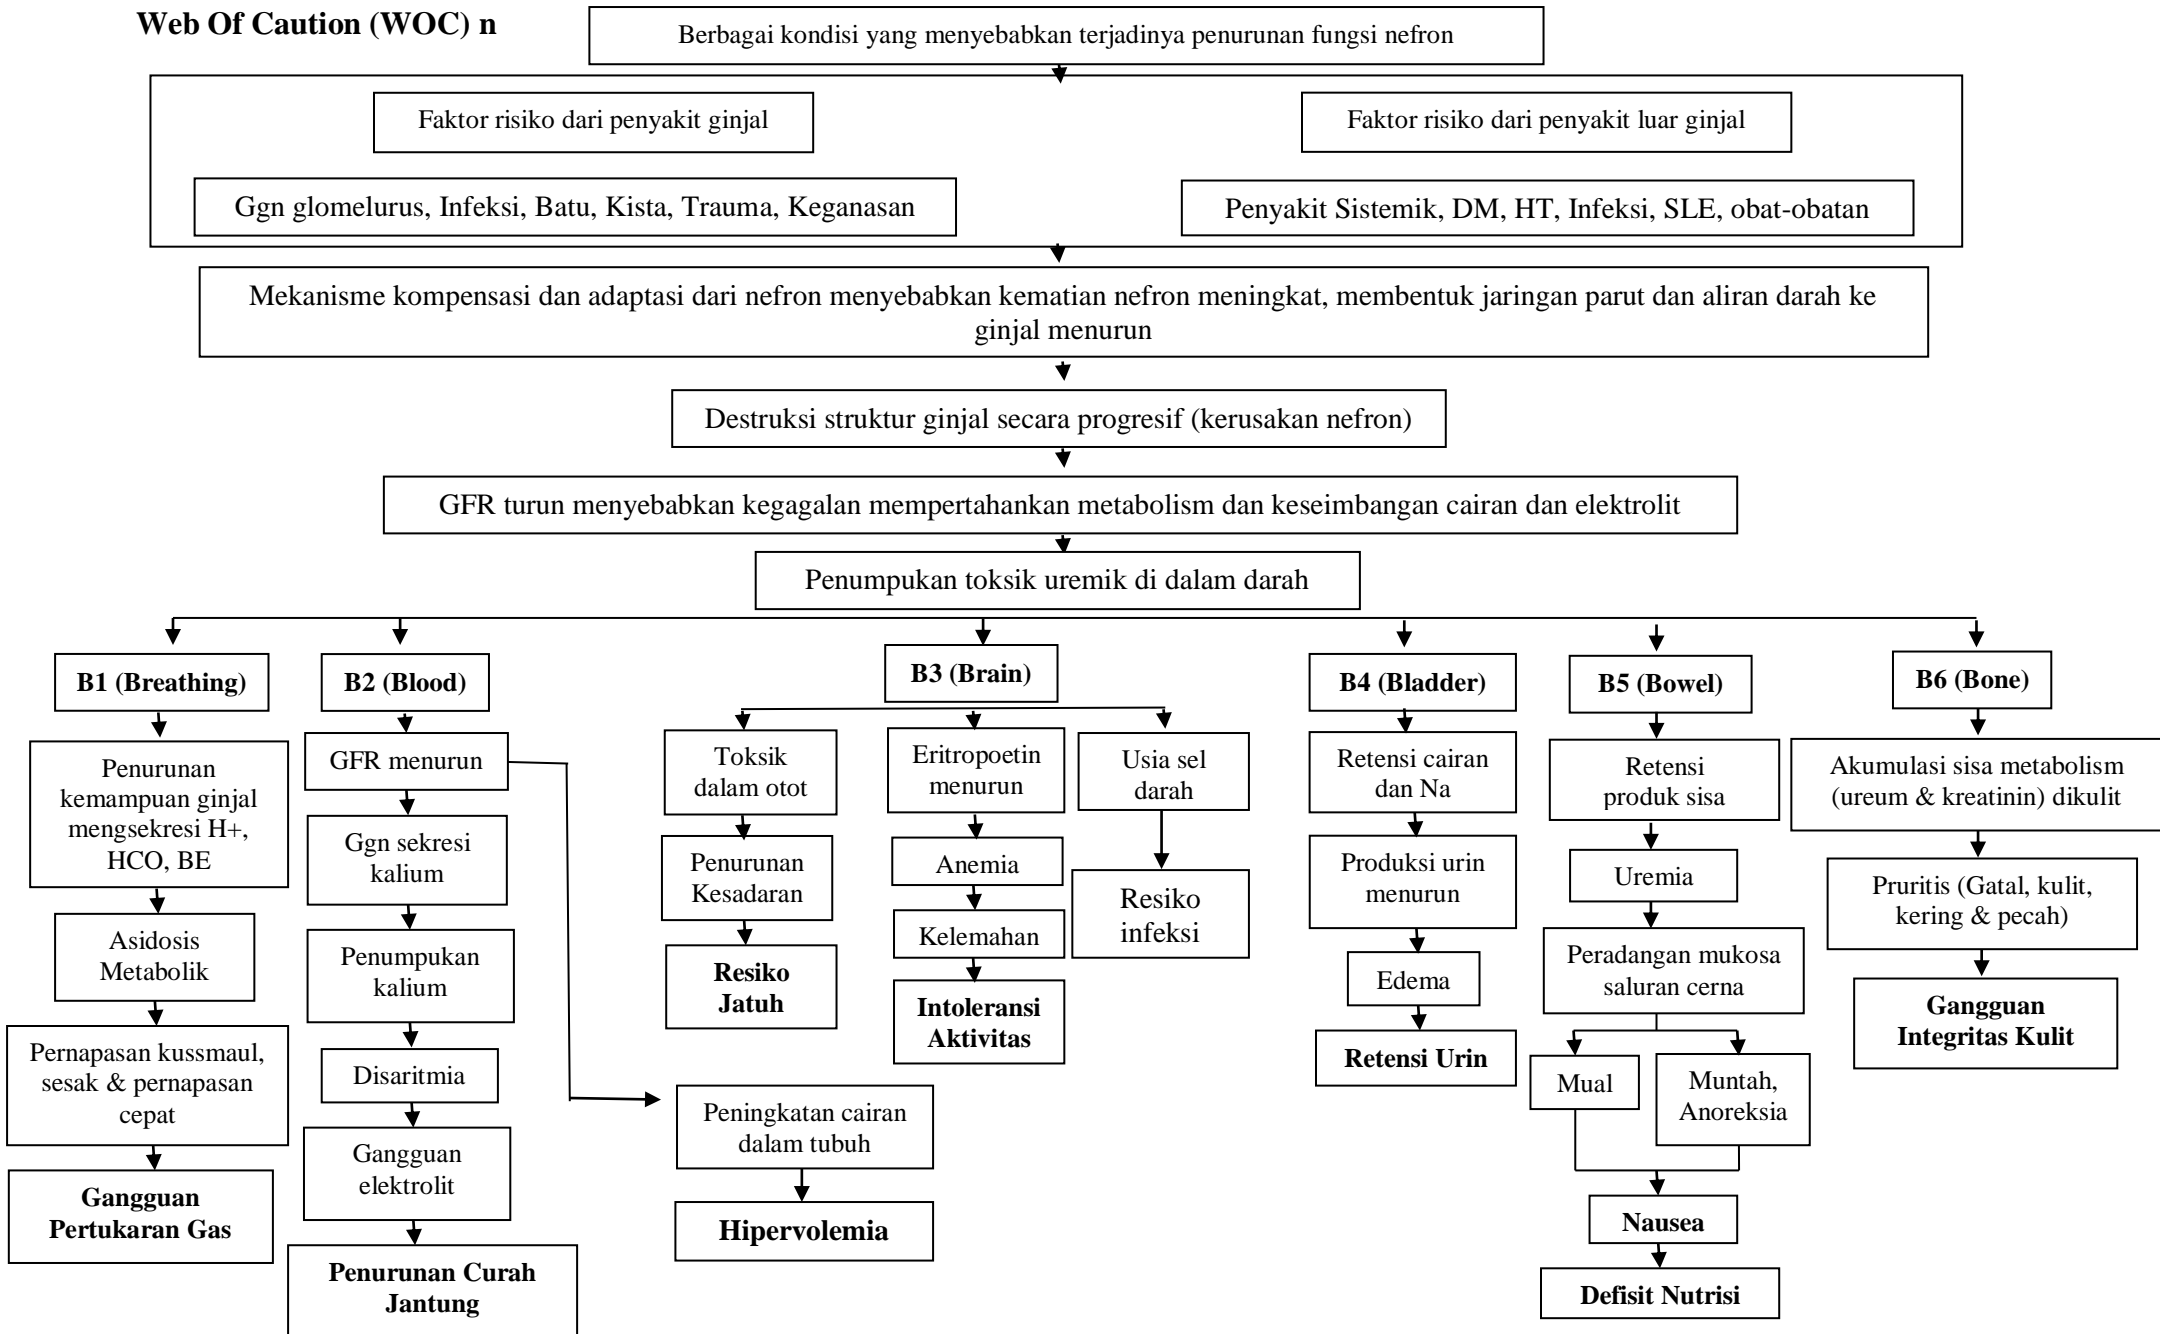 Web Of Caution (WOC) n
Berbagai kondisi yang menyebabkan terjadinya penurunan fungsi nefron
Faktor risiko dari penyakit ginjal
Faktor risiko dari penyakit luar ginjal
Ggn glomelurus, Infeksi, Batu, Kista, Trauma, Keganasan
Penyakit Sistemik, DM, HT, Infeksi, SLE, obat-obatan
Mekanisme kompensasi dan adaptasi dari nefron menyebabkan kematian nefron meningkat, membentuk jaringan parut dan aliran darah ke
ginjal menurun
Destruksi struktur ginjal secara progresif (kerusakan nefron)
GFR turun menyebabkan kegagalan mempertahankan metabolism dan keseimbangan cairan dan elektrolit
Penumpukan toksik uremik di dalam darah
B1 (Breathing)
Penurunan
kemampuan ginjal
mengsekresi H+,
HCO, BE
Asidosis
Metabolik
Pernapasan kussmaul,
sesak & pernapasan
cepat
Gangguan
Pertukaran Gas
B2 (Blood)
GFR menurun
Ggn sekresi
kalium
Penumpukan
kalium
Disaritmia
Gangguan
elektrolit
Penurunan Curah
Jantung
Peningkatan cairan
dalam tubuh
Hipervolemia
B3 (Brain)
Toksik
dalam otot
Penurunan
Kesadaran
Resiko
Jatuh
Eritropoetin
menurun
Anemia
Kelemahan
Intoleransi
Aktivitas
Usia sel
darah
Resiko
infeksi
B4 (Bladder)
Retensi cairan
dan Na
Produksi urin
menurun
Edema
Retensi Urin
B5 (Bowel)
Retensi
produk sisa
Uremia
Peradangan mukosa
saluran cerna
Mual
Muntah,
Anoreksia
Nausea
Defisit Nutrisi
B6 (Bone)
Akumulasi sisa metabolism
(ureum & kreatinin) dikulit
Pruritis (Gatal, kulit,
kering & pecah)
Gangguan
Integritas Kulit